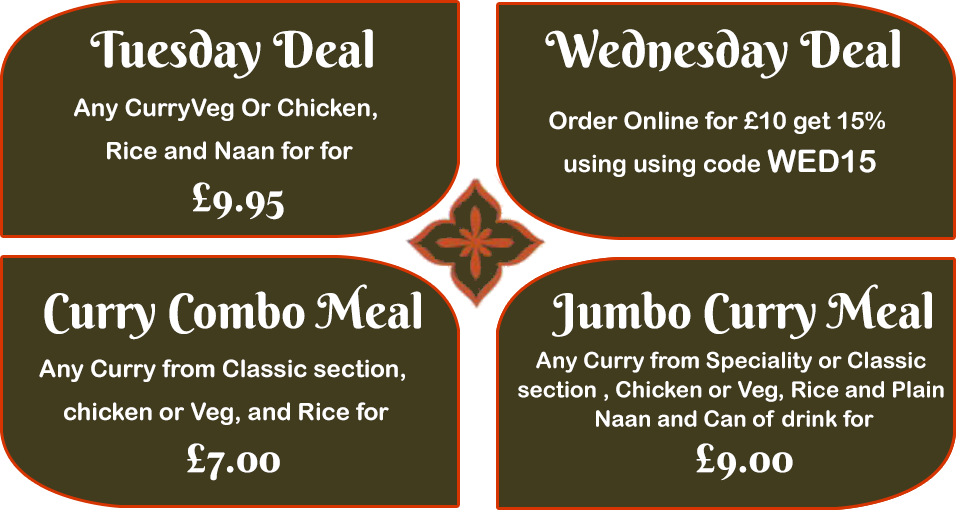 Tuesday Deal
Any CurryVeg Or Chicken,
Rice and Naan for for
£9.95
Wednesday Deal
Order Online for £10 get 15%
using using code WED15
Curry Combo Meal
Any Curry from Classic section,
chicken or Veg, and Rice for
£7.00
Jumbo Curry Meal
Any Curry from Speciality or Classic
section , Chicken or Veg, Rice and Plain
Naan and Can of drink for
£9.00